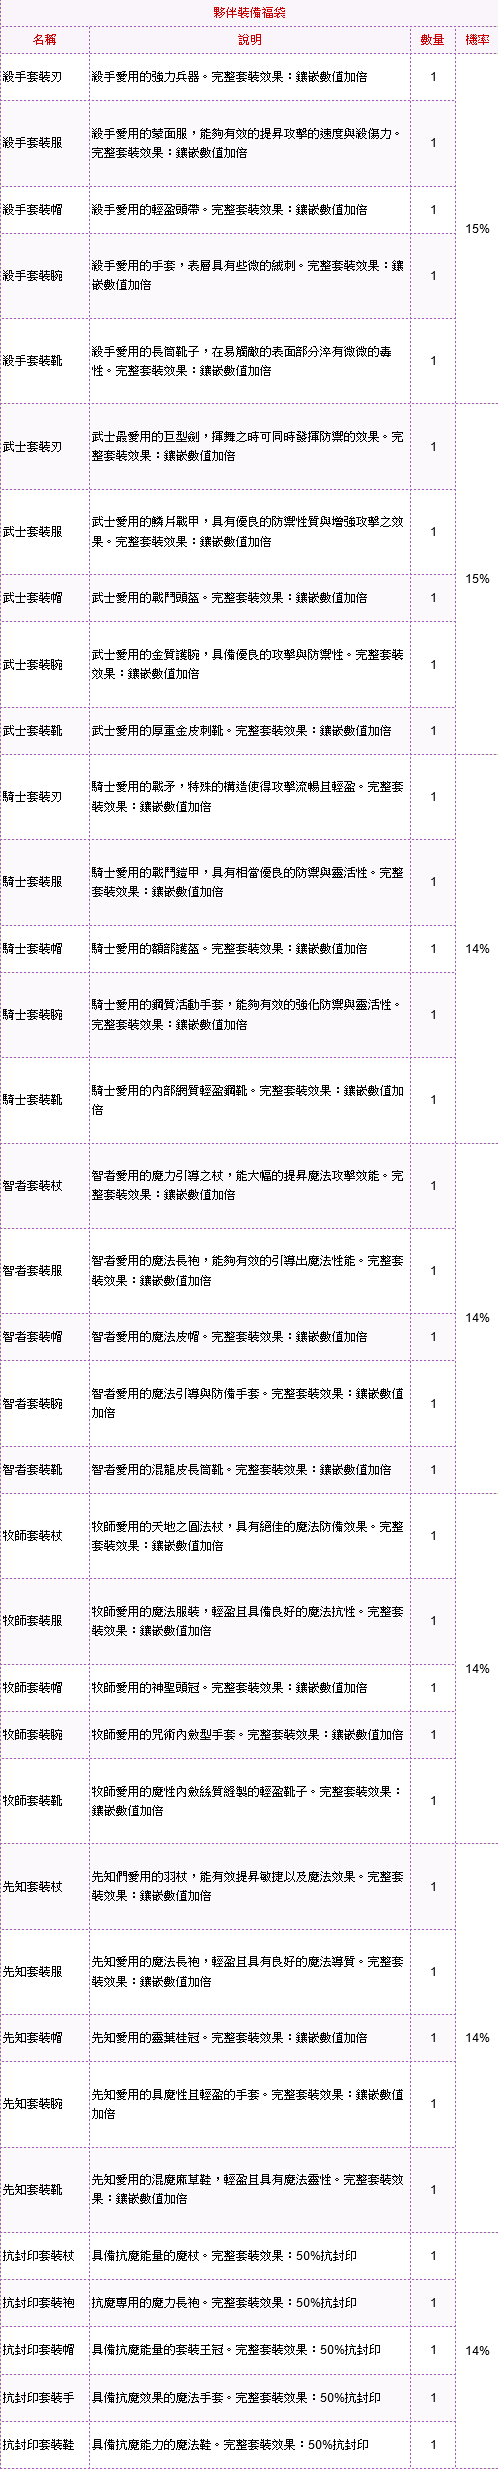 夥伴裝備福袋
名稱 說明 數量 機率
殺手套裝刃 殺手愛用的強力兵器。完整套裝效果：鑲嵌數值加倍 1
殺手套裝服 殺手愛用的蒙面服，能夠有效的提昇攻擊的速度與殺傷力。
完整套裝效果：鑲嵌數值加倍 1
殺手套裝帽 殺手愛用的輕盈頭帶。完整套裝效果：鑲嵌數值加倍 1
15%
殺手套裝腕 殺手愛用的手套，表層具有些微的絨刺。完整套裝效果：鑲
嵌數值加倍 1
殺手套裝靴 殺手愛用的長筒靴子，在易觸敵的表面部分淬有微微的毒
性。完整套裝效果：鑲嵌數值加倍 1
武士套裝刃 武士最愛用的巨型劍，揮舞之時可同時發揮防禦的效果。完
整套裝效果：鑲嵌數值加倍 1
武士套裝服 武士愛用的鱗片戰甲，具有優良的防禦性質與增強攻擊之效
果。完整套裝效果：鑲嵌數值加倍 1
15%
武士套裝帽 武士愛用的戰鬥頭盔。完整套裝效果：鑲嵌數值加倍 1
武士套裝腕 武士愛用的金質護腕，具備優良的攻擊與防禦性。完整套裝
效果：鑲嵌數值加倍 1
武士套裝靴 武士愛用的厚重金皮刺靴。完整套裝效果：鑲嵌數值加倍 1
騎士套裝刃 騎士愛用的戰矛，特殊的構造使得攻擊流暢且輕盈。完整套
裝效果：鑲嵌數值加倍 1
騎士套裝服 騎士愛用的戰鬥鎧甲，具有相當優良的防禦與靈活性。完整
套裝效果：鑲嵌數值加倍 1
騎士套裝帽 騎士愛用的額部護盔。完整套裝效果：鑲嵌數值加倍 1 14%
騎士套裝腕 騎士愛用的鋼質活動手套，能夠有效的強化防禦與靈活性。
完整套裝效果：鑲嵌數值加倍 1
騎士套裝靴 騎士愛用的內部網質輕盈鋼靴。完整套裝效果：鑲嵌數值加
倍 1
智者套裝杖 智者愛用的魔力引導之杖，能大幅的提昇魔法攻擊效能。完
整套裝效果：鑲嵌數值加倍 1
智者套裝服 智者愛用的魔法長袍，能夠有效的引導出魔法性能。完整套
裝效果：鑲嵌數值加倍 1
14%
智者套裝帽 智者愛用的魔法皮帽。完整套裝效果：鑲嵌數值加倍 1
智者套裝腕 智者愛用的魔法引導與防備手套。完整套裝效果：鑲嵌數值
加倍 1
智者套裝靴 智者愛用的混龍皮長筒靴。完整套裝效果：鑲嵌數值加倍 1
牧師套裝杖 牧師愛用的天地之圓法杖，具有絕佳的魔法防備效果。完整
套裝效果：鑲嵌數值加倍 1
牧師套裝服 牧師愛用的魔法服裝，輕盈且具備良好的魔法抗性。完整套
裝效果：鑲嵌數值加倍 1
14%
牧師套裝帽 牧師愛用的神聖頭冠。完整套裝效果：鑲嵌數值加倍 1
牧師套裝腕 牧師愛用的咒術內斂型手套。完整套裝效果：鑲嵌數值加倍 1
牧師套裝靴 牧師愛用的魔性內斂絲質縫製的輕盈靴子。完整套裝效果：
鑲嵌數值加倍 1
先知套裝杖 先知們愛用的羽杖，能有效提昇敏捷以及魔法效果。完整套
裝效果：鑲嵌數值加倍 1
先知套裝服 先知愛用的魔法長袍，輕盈且具有良好的魔法導質。完整套
裝效果：鑲嵌數值加倍 1
先知套裝帽 先知愛用的靈葉桂冠。完整套裝效果：鑲嵌數值加倍 1 14%
先知套裝腕 先知愛用的具魔性且輕盈的手套。完整套裝效果：鑲嵌數值
加倍 1
先知套裝靴 先知愛用的混魔麻草鞋，輕盈且具有魔法靈性。完整套裝效
果：鑲嵌數值加倍 1
抗封印套裝杖 具備抗魔能量的魔杖。完整套裝效果：50%抗封印 1
抗封印套裝袍 抗魔專用的魔力長袍。完整套裝效果：50%抗封印 1
抗封印套裝帽 具備抗魔能量的套裝王冠。完整套裝效果：50%抗封印 1 14%
抗封印套裝手 具備抗魔效果的魔法手套。完整套裝效果：50%抗封印 1
抗封印套裝鞋 具備抗魔能力的魔法鞋。完整套裝效果：50%抗封印 1